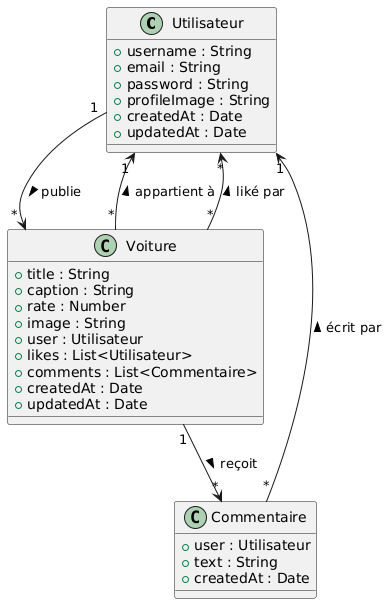 C Utilisateur
username : String
email : String
password : String
profileImage : String
createdAt : Date
updatedAt : Date
1
1
*
1
publie
appartient à
liké par
*
*
*
C Voiture
title : String
caption : String
rate : Number
image : String
user : Utilisateur
likes : List<Utilisateur>
comments : List<Commentaire>
createdAt : Date
updatedAt : Date
écrit par
1
reçoit
*
*
C Commentaire
user : Utilisateur
text : String
createdAt : Date